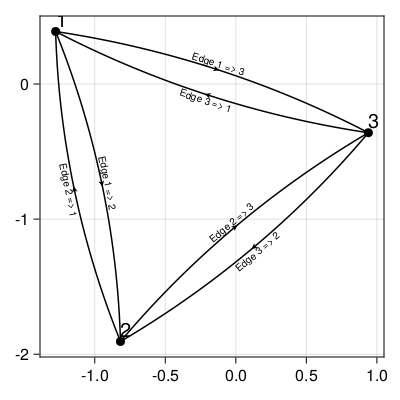 1
Edge 1 => 3
0
Edge 3 => 1
3
Edge 2 => 1
Edge 1 => 2
-1
Edge 2 => 3
Edge 3 => 2
2
-2
-1.0 -0.5 0.0 0.5 1.0